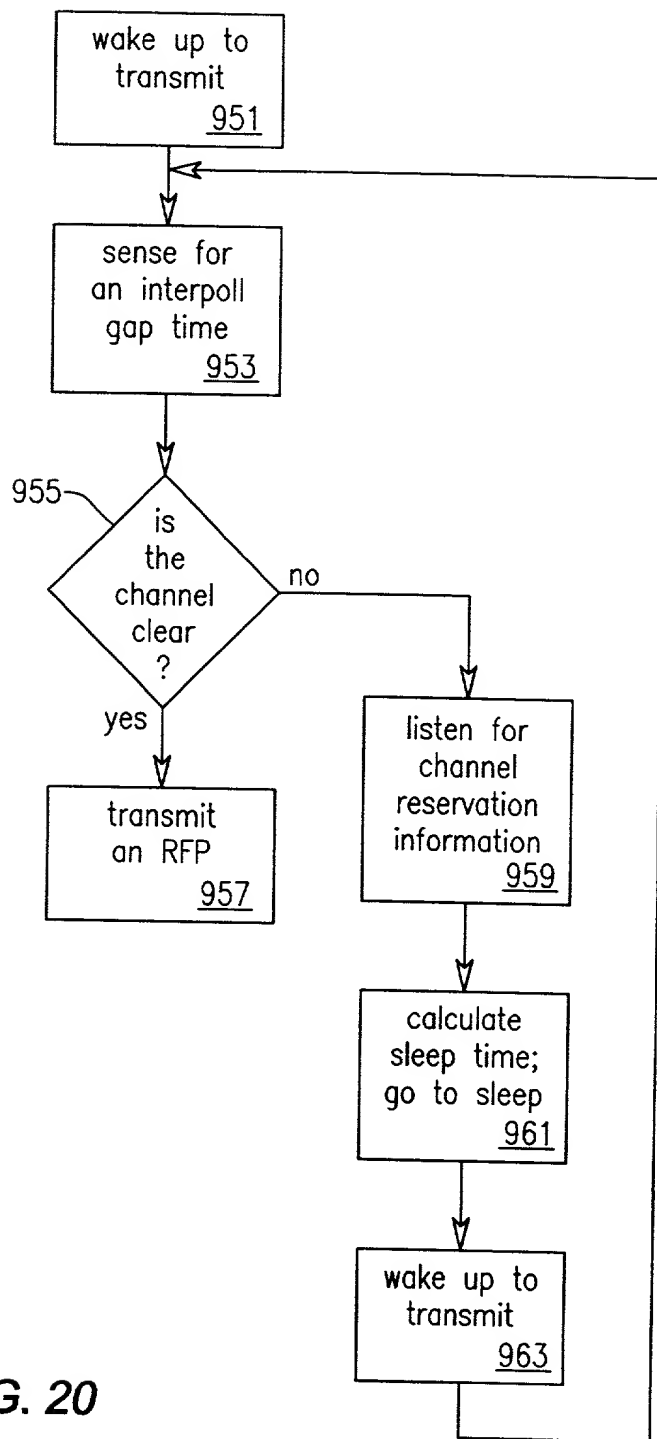 wake up to
transmit
951
sense for
an interpoll
gap time
953
955
is
the
channel
clear
?
no
yes
transmit
an RFP
957
listen for
channel
reservation
information
959
calculate
sleep time;
go to sleep
961
wake up to
transmit
963
G. 20